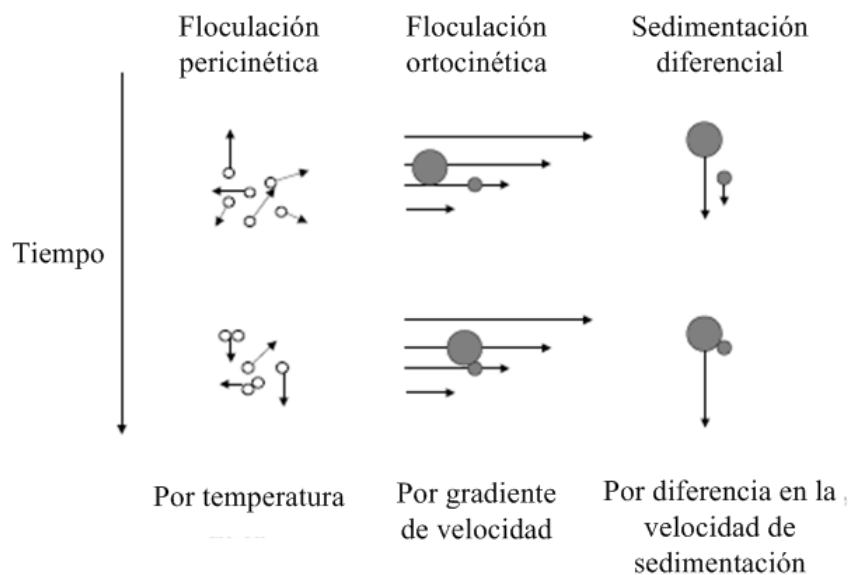 Floculación
pericinética
Floculación
ortocinética
Sedimentación
diferencial
Tiempo
Por temperatura
Por gradiente
de velocidad
Por diferencia en la
velocidad de
sedimentación